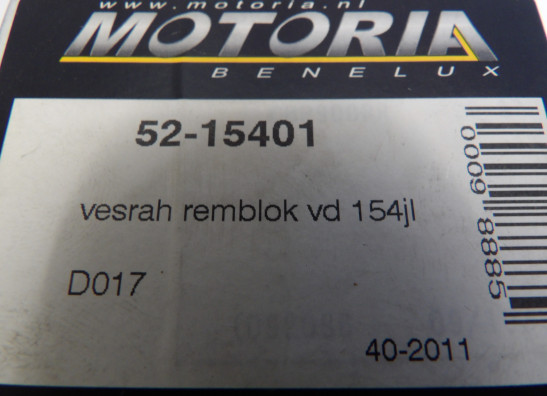 www.motoria.nl
MOTORIA
BENELUX
52-15401
vesrah remblok vd 154jl
D017
40-2011
0009 8885